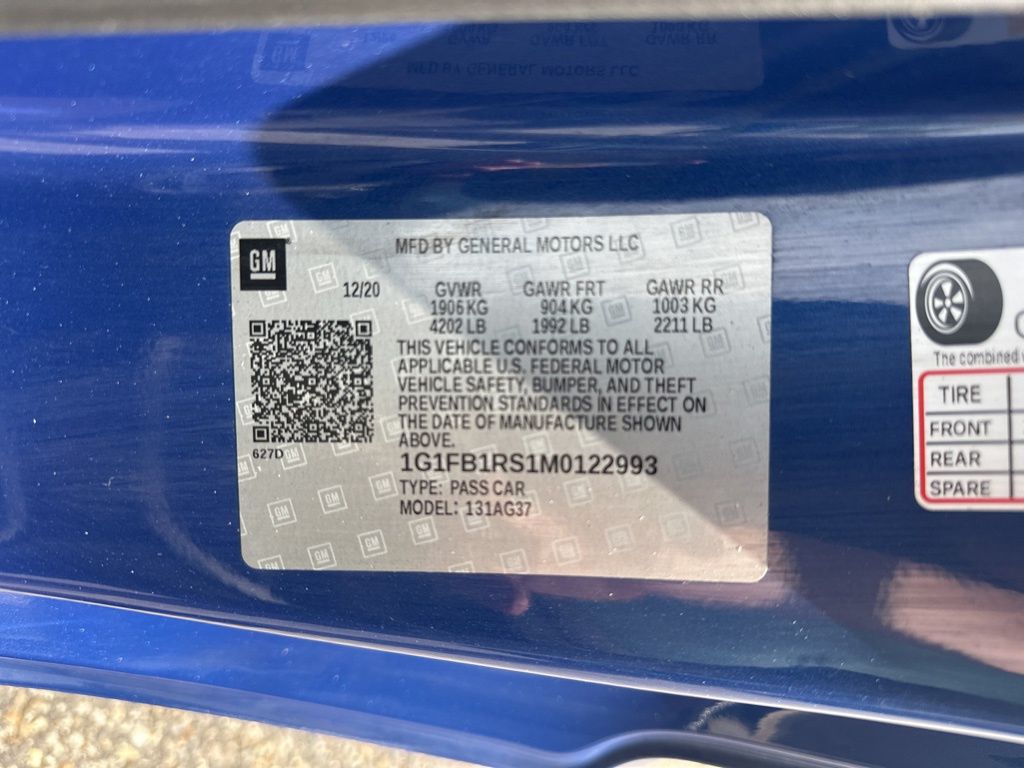 MFD BY GENERAL MOTORS LLC
GM
12/20
GVWR GAWR FRT GAWR RR
1906 KG 904 KG 1003 KG
4202 LB 1992 LB 2211 LB
THIS VEHICLE CONFORMS TO ALL
APPLICABLE U.S. FEDERAL MOTOR
VEHICLE SAFETY, BUMPER, AND THEFT
PREVENTION STANDARDS IN EFFECT ON
THE DATE OF MANUFACTURE SHOWN
ABOVE.
627D
1G1FB1RS1M0122993
TYPE: PASS CAR
MODEL: 131AG37
The combined
TIRE
FRONT
REAR
SPARE